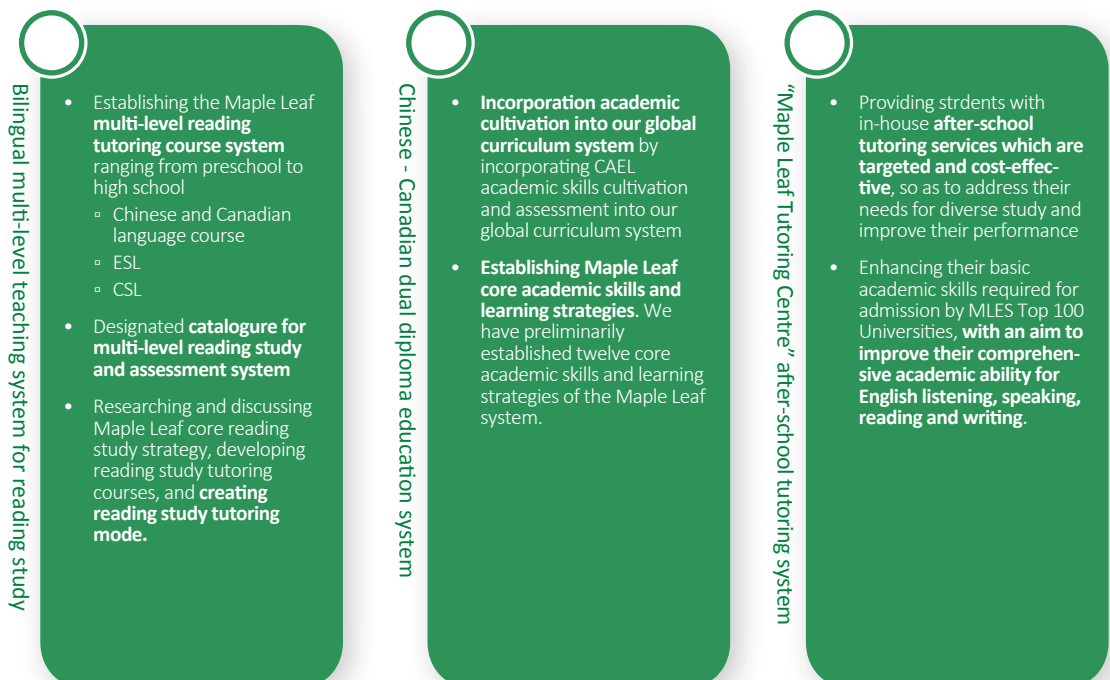 Bilingual multi-level teaching system for reading study
• Establishing the Maple Leaf
multi-level reading
tutoring course system
ranging from preschool to
high school
▫ Chinese and Canadian
language course
▫ ESL
▫ CSL
• Designated catalogure for
multi-level reading study
and assessment system
• Researching and discussing
Maple Leaf core reading
study strategy, developing
reading study tutoring
courses, and creating
reading study tutoring
mode.
Chinese - Canadian dual diploma education system
• Incorporation academic
cultivation into our global
curriculum system by
incorporating CAEL
academic skills cultivation
and assessment into our
global curriculum system
• Establishing Maple Leaf
core academic skills and
learning strategies. We
have preliminarily
established twelve core
academic skills and learning
strategies of the Maple Leaf
system.
“Maple Leaf Tutoring Centre” after-school tutoring system
• Providing strdents with
in-house after-school
tutoring services which are
targeted and cost-effec-
tive, so as to address their
needs for diverse study and
improve their performance
• Enhancing their basic
academic skills required for
admission by MLES Top 100
Universities, with an aim to
improve their comprehen-
sive academic ability for
English listening, speaking,
reading and writing.